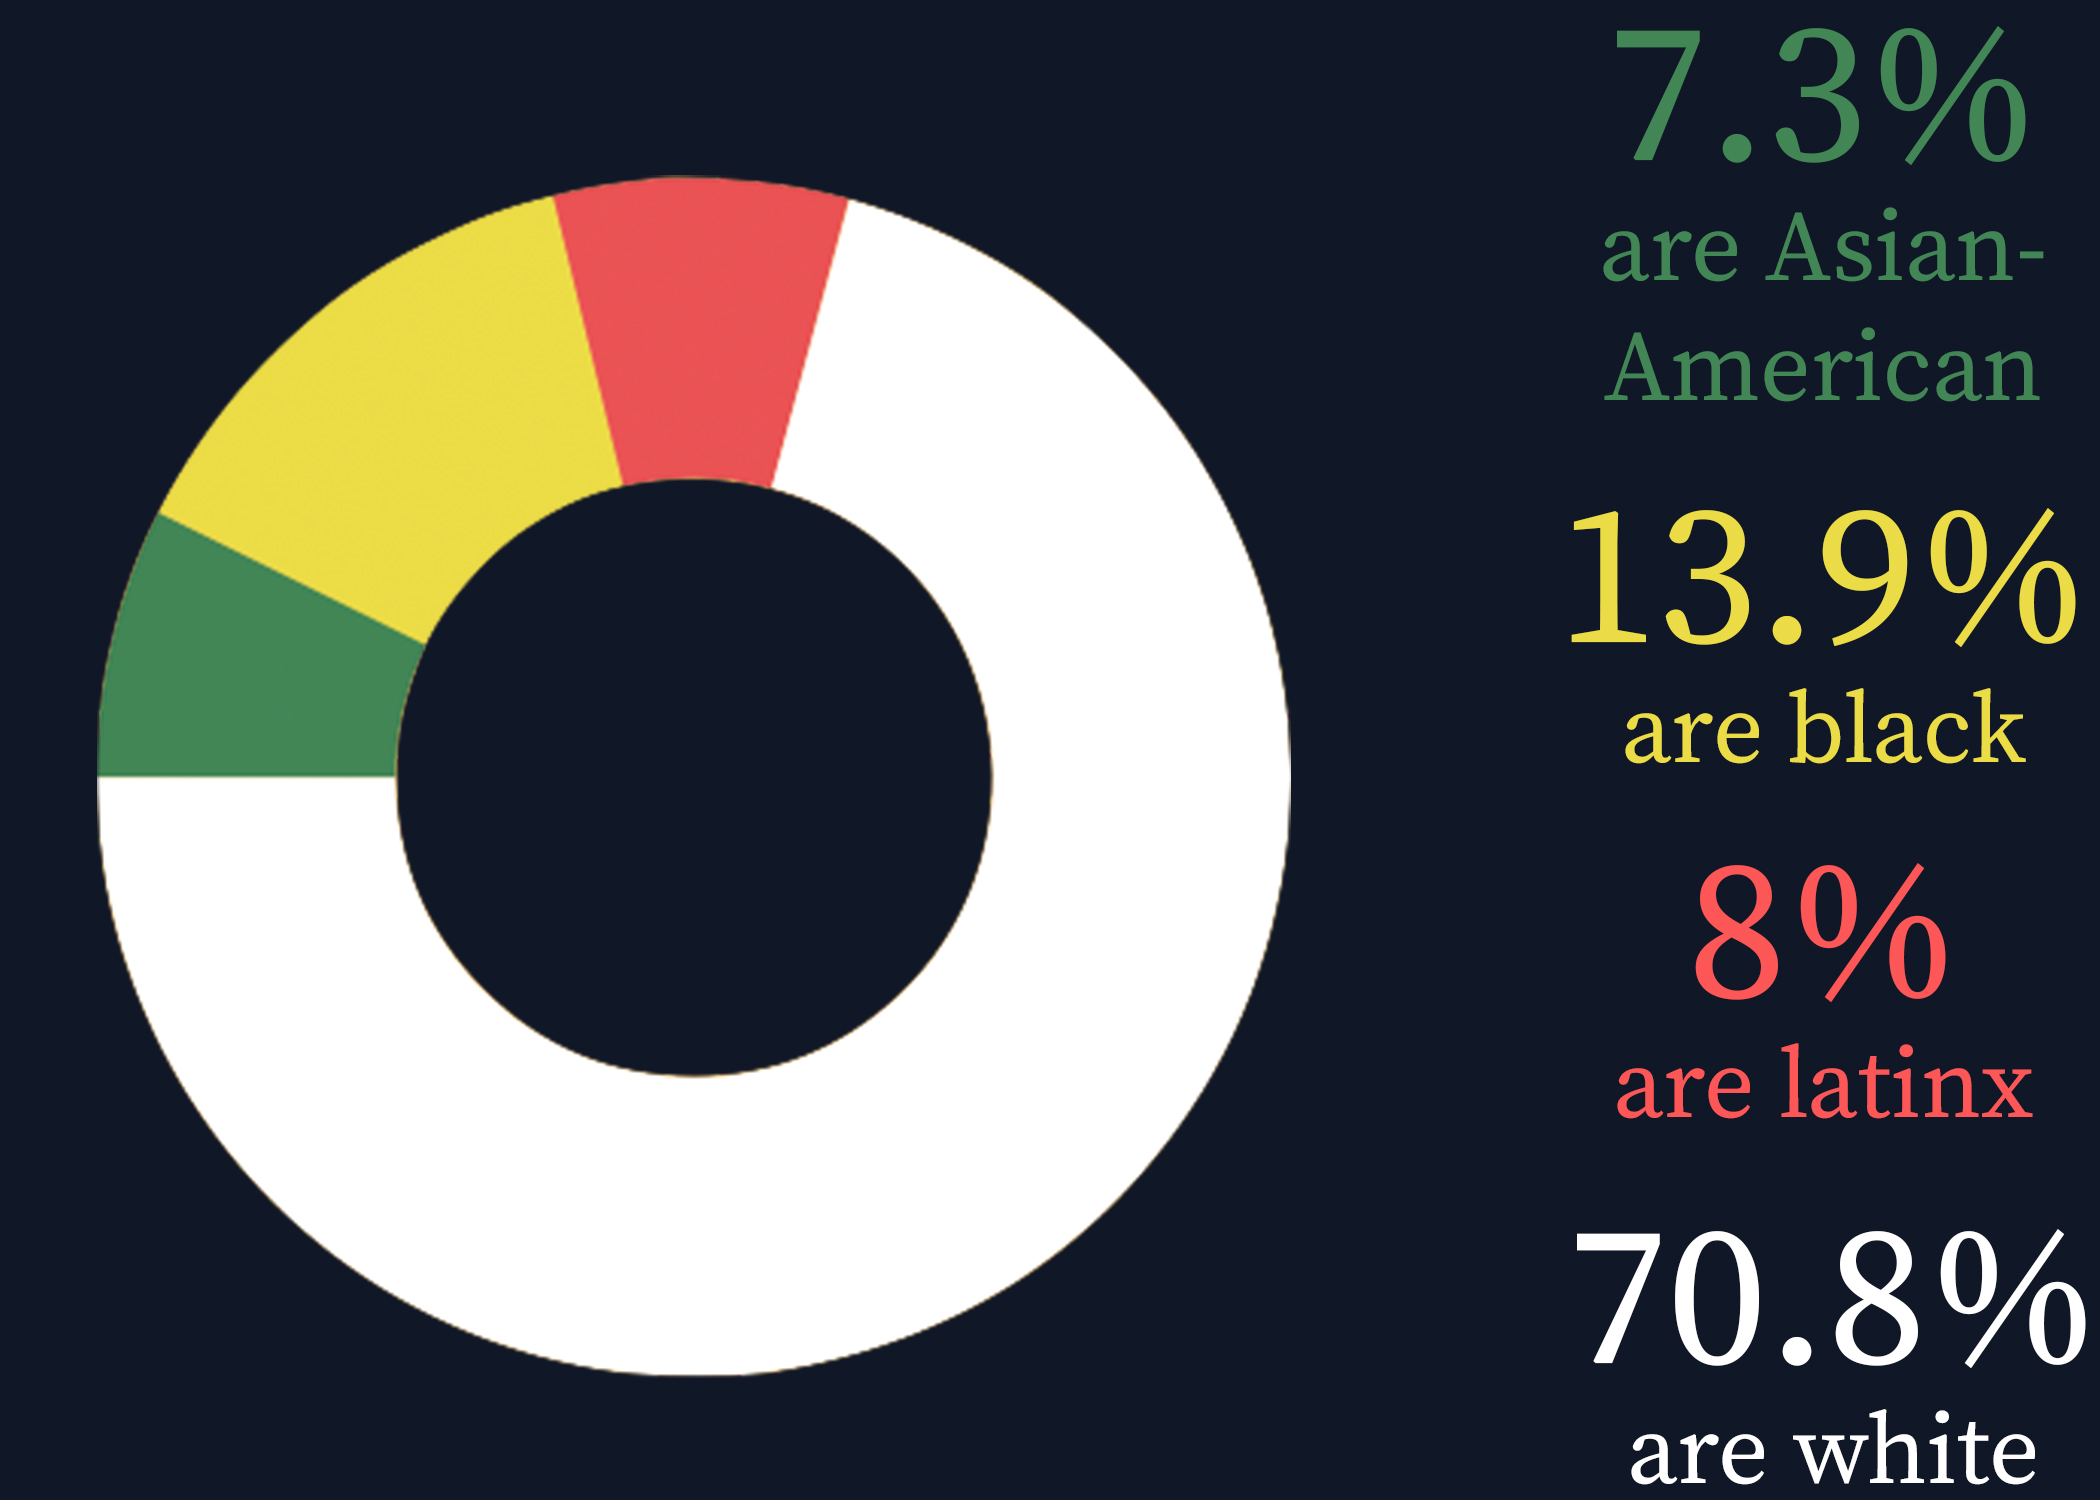 7.3%
are Asian-
American
13.9%
are black
8%
are latinx
70.8%
are white